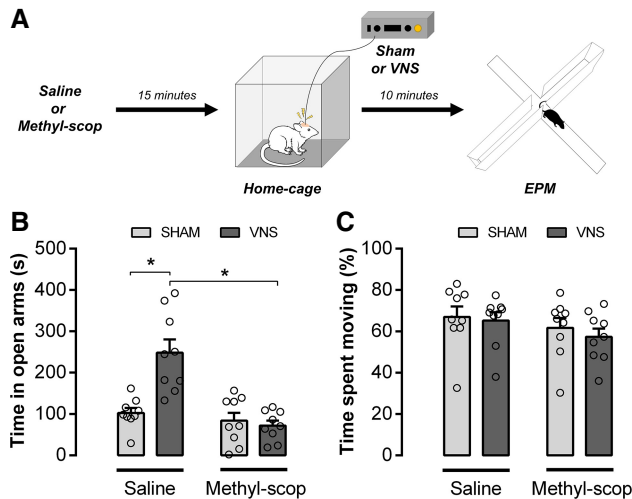 A
Saline
or
Methyl-scop
15 minutes
Home-cage
Sham
or VNS
10 minutes
EPM
B
SHAM VNS
Time in open arms (s)
500
400
300
200
100
0
*
*
Saline Methyl-scop
C
SHAM VNS
Time spent moving (%)
100
80
60
40
20
0
Saline Methyl-scop